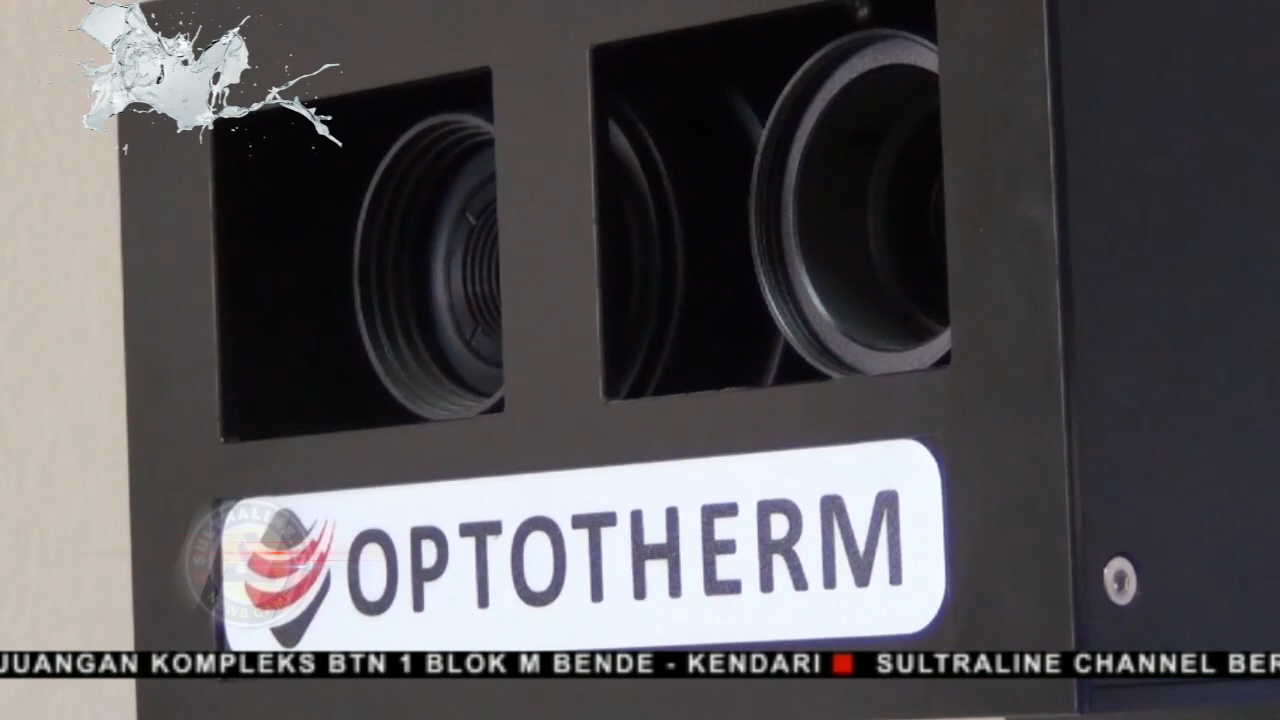 OPTOTHERM
JUANGAN KOMPLEKS BTN 1 BLOK M BENDE - KENDARI SULTRALINE CHANNEL BER